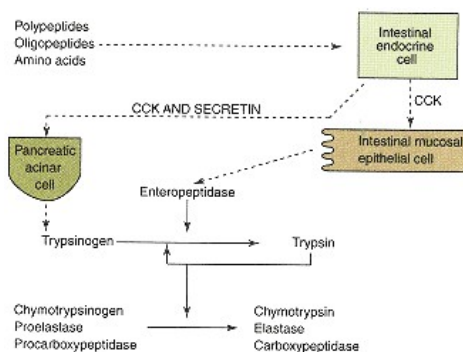 Polypeptides
Oligopeptides
Amino acids
Intestinal
endocrine
cell
CCK AND SECRETIN
CCK
Pancreatic
acinar
cell
Intestinal mucosal
epithelial cell
Enteropeptidase
Trypsinogen
Trypsin
Chymotrypsinogen
Proelastase
Procarboxypeptidase
Chymotrypsin
Elastase
Carboxypeptidase